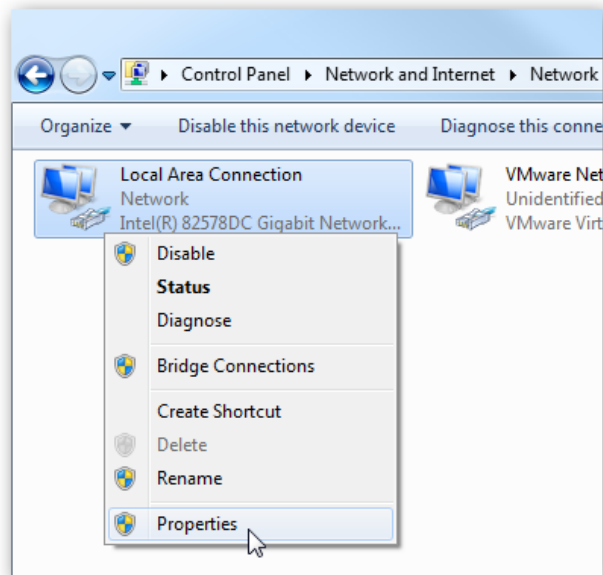 Control Panel Network and Internet Network
Organize Disable this network device Diagnose this conne
Local Area Connection
Network
Intel(R) 82578DC Gigabit Network...
VMware Net
Unidentified
VMware Virt
Disable
Status
Diagnose
Bridge Connections
Create Shortcut
Delete
Rename
Properties